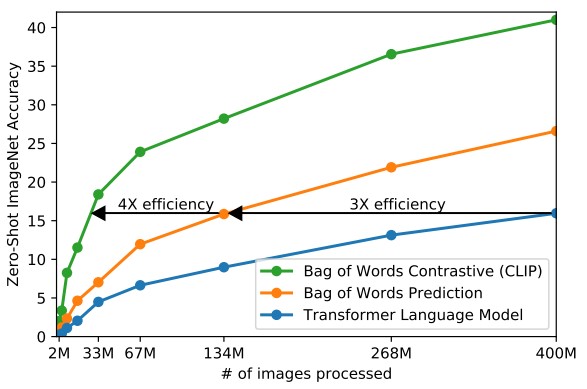 Zero-Shot ImageNet Accuracy
40
35
30
25
20
15
10
5
0
4X efficiency
3X efficiency
Bag of Words Contrastive (CLIP)
Bag of Words Prediction
Transformer Language Model
2M 33M 67M 134M 268M 400M
# of images processed